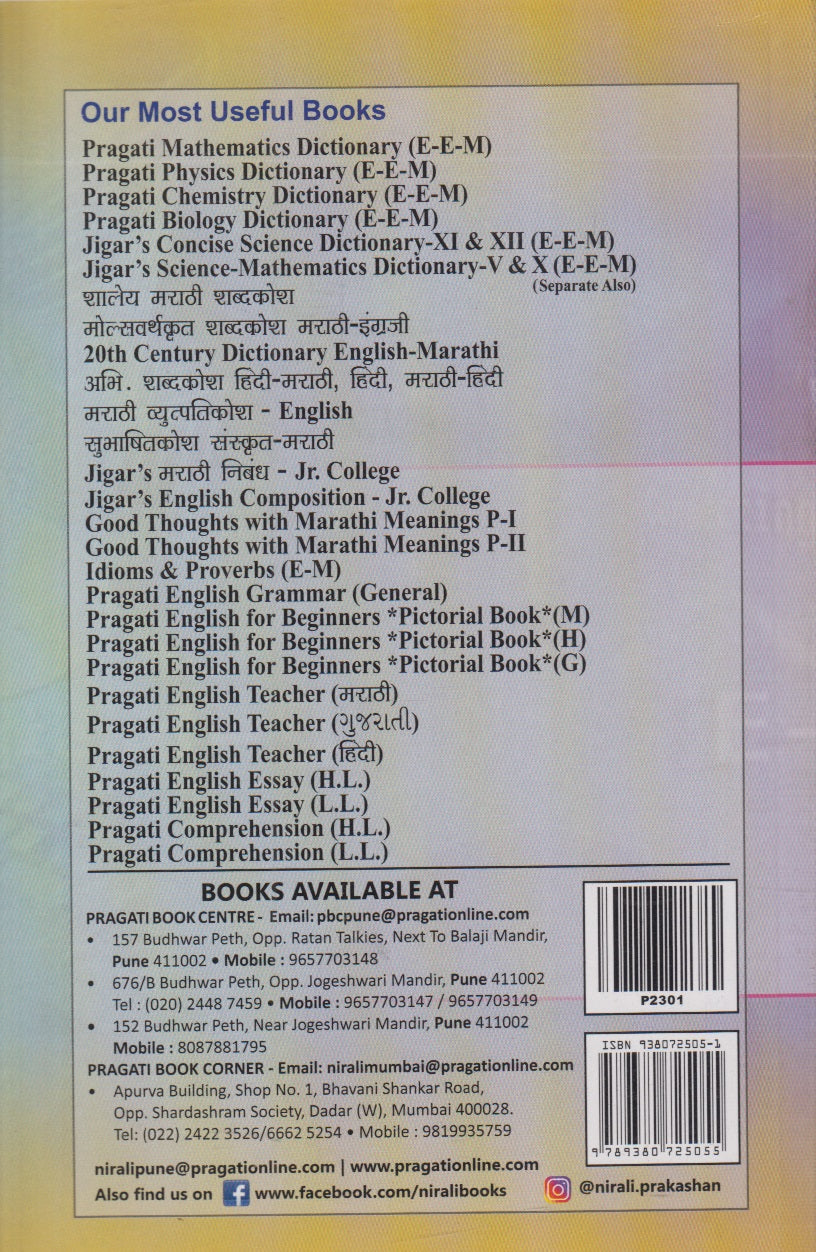 Our Most Useful Books
Pragati Mathematics Dictionary (E-E-M)
Pragati Physics Dictionary (E-E-M)
Pragati Chemistry Dictionary (E-E-M)
Pragati Biology Dictionary (E-E-M)
Jigar's Concise Science Dictionary-XI & XII (E-E-M)
Jigar's Science-Mathematics Dictionary-V & X (E-E-M)
(Separate Also)
शालेय मराठी शब्दकोश
मोल्सवर्थकृत शब्दकोश मराठी-इंग्रजी
20th Century Dictionary English-Marathi
अभि. शब्दकोश हिंदी-मराठी, हिंदी, मराठी-हिंदी
मराठी व्युत्पतिकोश - English
सुभाषितकोश संस्कृत-मराठी
Jigar's मराठी निबंध - Jr. College
Jigar's English Composition - Jr. College
Good Thoughts with Marathi Meanings P-I
Good Thoughts with Marathi Meanings P-II
Idioms & Proverbs (E-M)
Pragati English Grammar (General)
Pragati English for Beginners *Pictorial Book*(M)
Pragati English for Beginners *Pictorial Book*(H)
Pragati English for Beginners *Pictorial Book*(G)
Pragati English Teacher (मराठी)
Pragati English Teacher (ગુજરાતી)
Pragati English Teacher (हिंदी)
Pragati English Essay (H.L.)
Pragati English Essay (L.L.)
Pragati Comprehension (H.L.)
Pragati Comprehension (L.L.)
BOOKS AVAILABLE AT
PRAGATI BOOK CENTRE - Email: pbcpune@pragationline.com
• 157 Budhwar Peth, Opp. Ratan Talkies, Next To Balaji Mandir,
Pune 411002 • Mobile : 9657703148
• 676/B Budhwar Peth, Opp. Jogeshwari Mandir, Pune 411002
Tel : (020) 2448 7459 • Mobile : 9657703147 / 9657703149
• 152 Budhwar Peth, Near Jogeshwari Mandir, Pune 411002
Mobile : 8087881795
PRAGATI BOOK CORNER - Email: niralimumbai@pragationline.com
• Apurva Building, Shop No. 1, Bhavani Shankar Road,
Opp. Shardashram Society, Dadar (W), Mumbai 400028.
Tel: (022) 2422 3526/6662 5254 • Mobile : 9819935759
niralipune@pragationline.com | www.pragationline.com
Also find us on f www.facebook.com/niralibooks @nirali.prakashan
P2301
ISBN 938072505-1
9 789380 725055